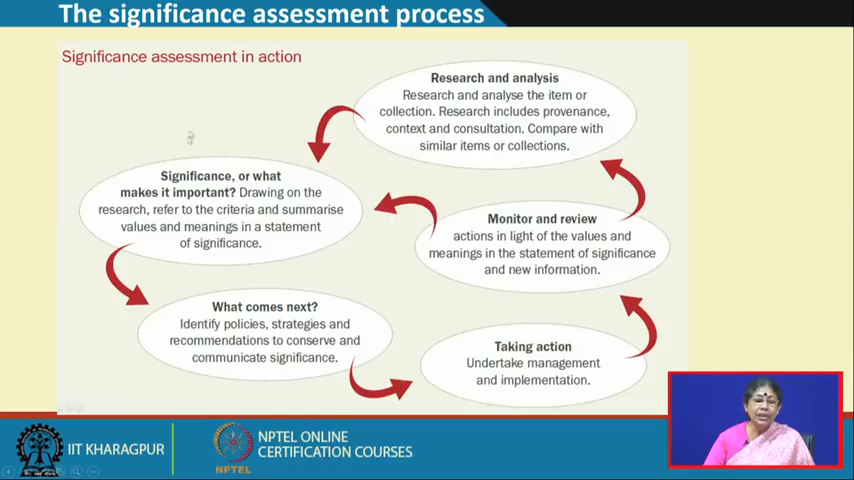 The significance assessment process
Significance assessment in action
Research and analysis
Research and analyse the item or
collection. Research includes provenance,
context and consultation. Compare with
similar items or collections.
Significance, or what
makes it important? Drawing on the
research, refer to the criteria and summarise
values and meanings in a statement
of significance.
Monitor and review
actions in light of the values and
meanings in the statement of significance
and new information.
What comes next?
Identify policies, strategies and
recommendations to conserve and
communicate significance.
Taking action
Undertake management
and implementation.
IIT KHARAGPUR
NPTEL
NPTEL ONLINE
CERTIFICATION COURSES